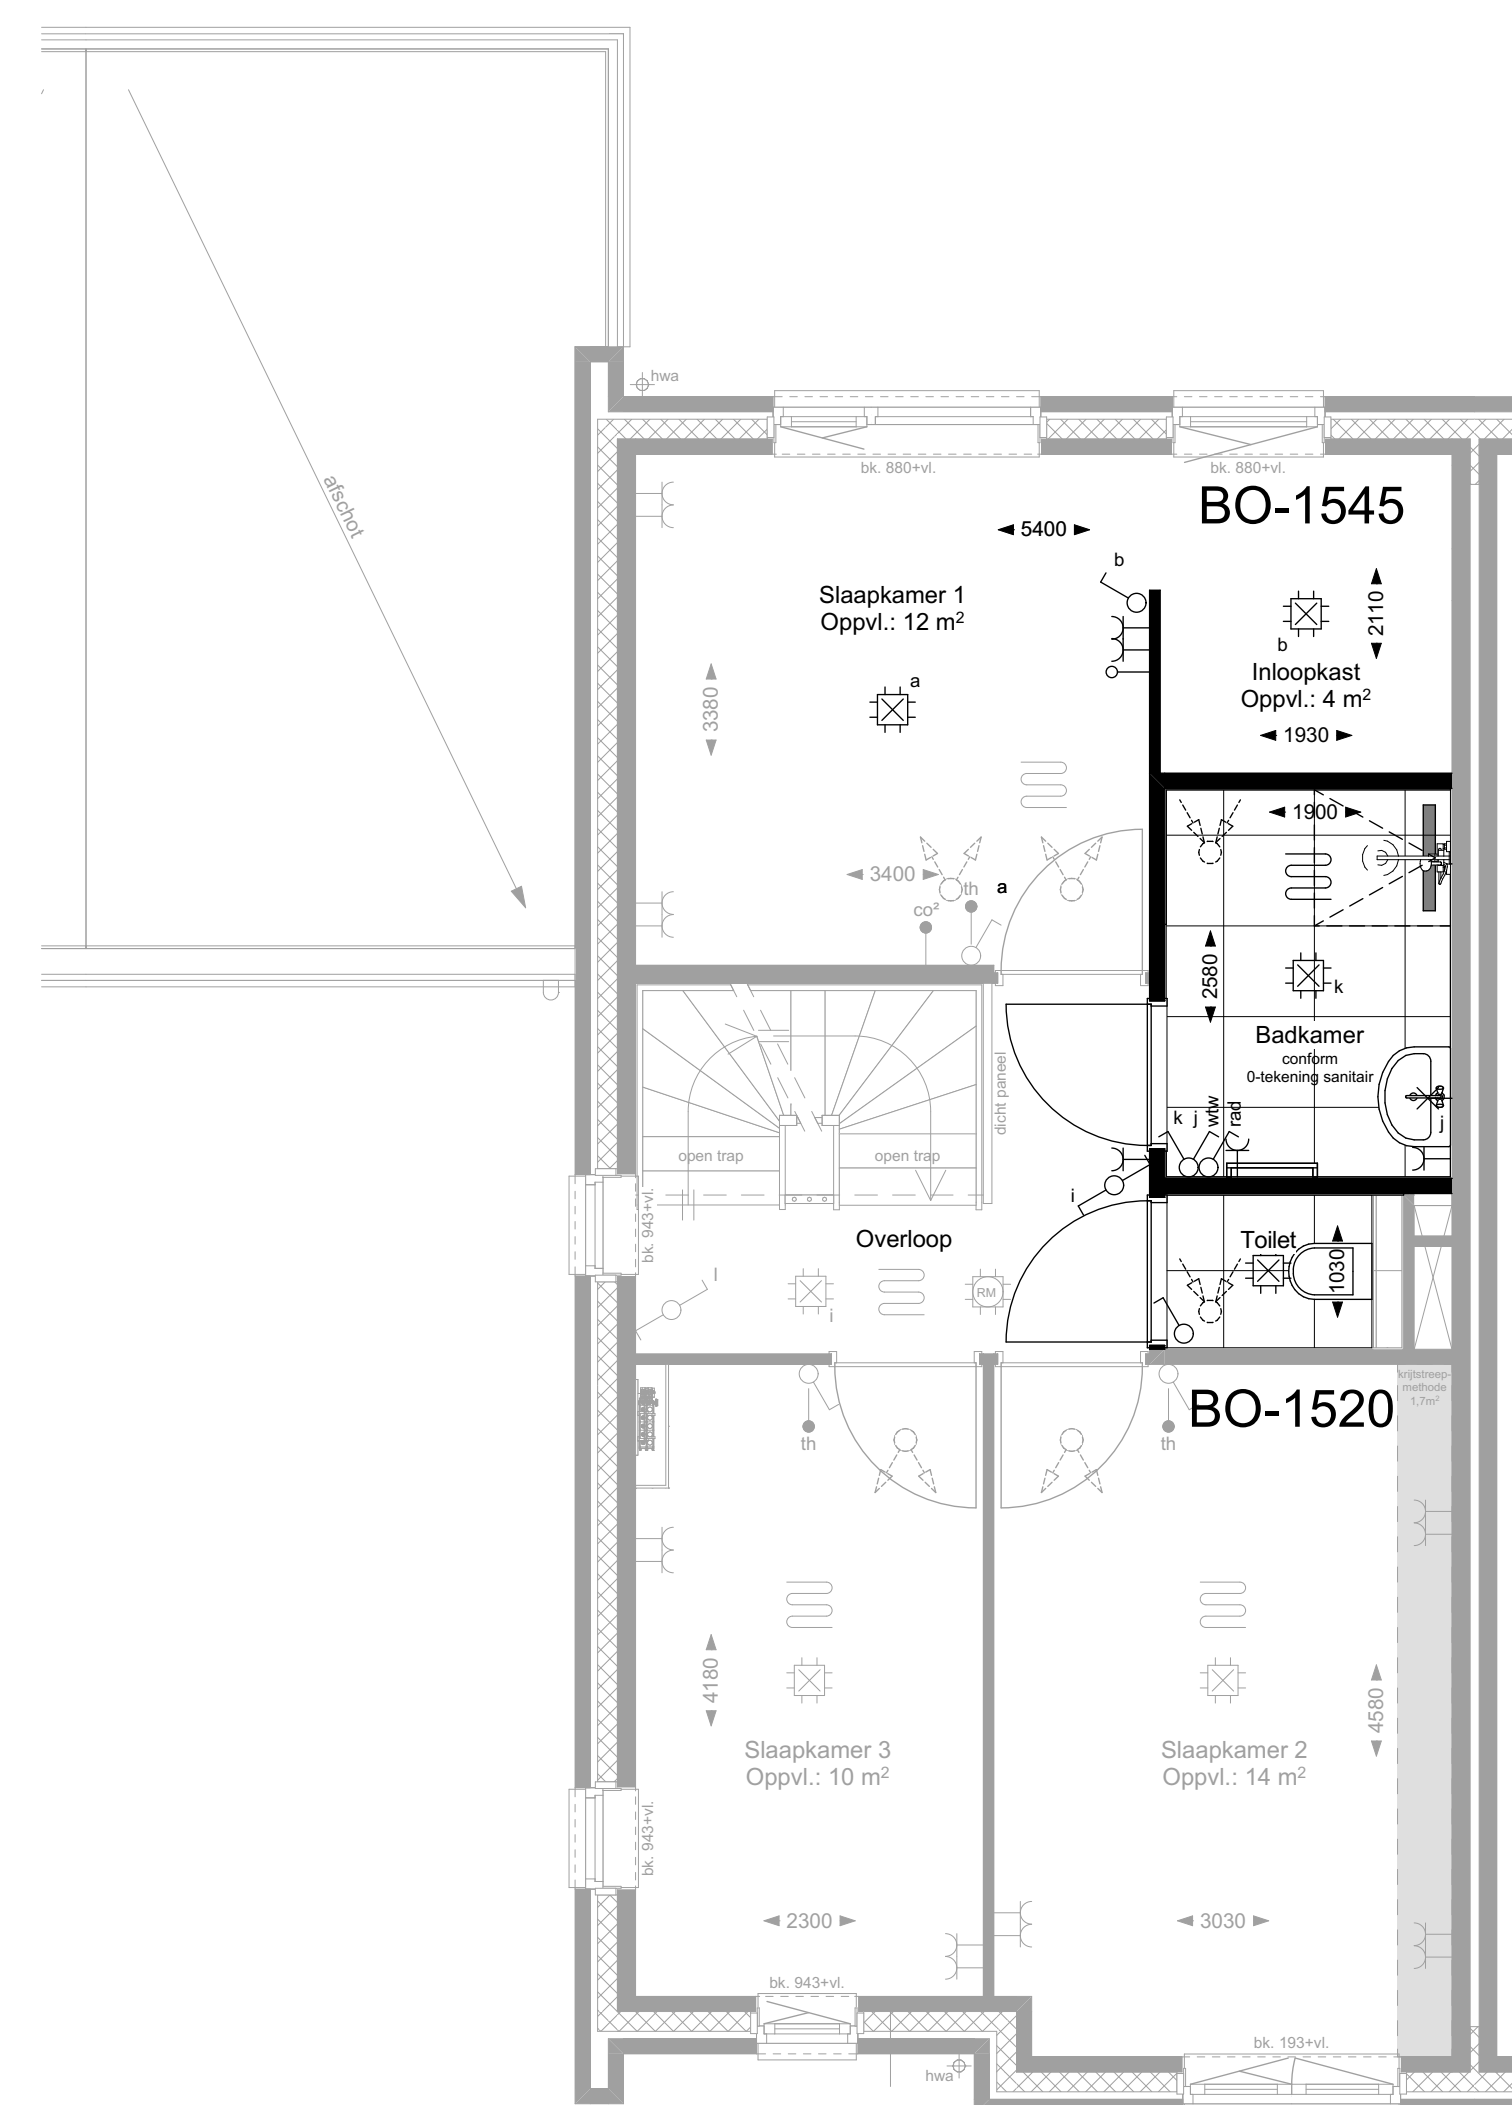 hwa
bk. 880+vl.
bk. 880+vl.
BO-1545
afschot
5400
b
Slaapkamer 1
Oppvl.: 12 m²
2110
b
Inloopkast
Oppvl.: 4 m²
a
3380
1930
1900
3400
th
a
co²
2580
k
Badkamer
conform
0-tekening sanitair
dicht paneel
k
j
wtw
rad
j
open trap
open trap
i
bk. 943+vl.
Overloop
Toilet
1030
l
i
RM
krijtstreep-
methode
1,7m²
BO-1520
th
th
4180
4580
Slaapkamer 3
Oppvl.: 10 m²
Slaapkamer 2
Oppvl.: 14 m²
bk. 943+vl.
2300
3030
bk. 943+vl.
bk. 193+vl.
hwa